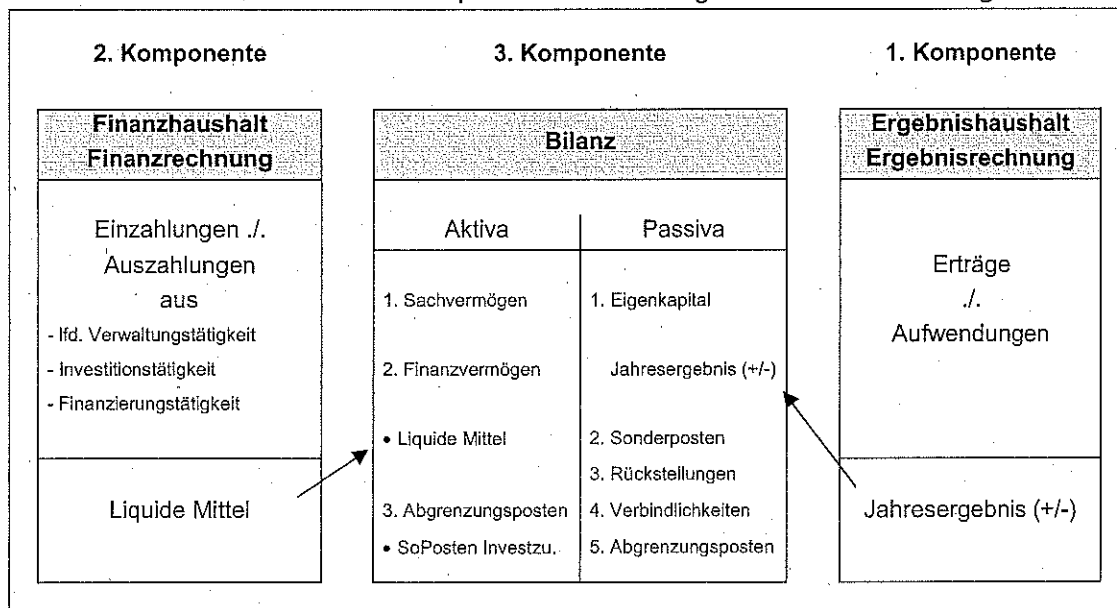 2. Komponente
3. Komponente
1. Komponente
Finanzhaushalt
Finanzrechnung
Einzahlungen ./.
Auszahlungen
aus
- lfd. Verwaltungstätigkeit
- Investitionstätigkeit
- Finanzierungstätigkeit
Liquide Mittel
Bilanz
Aktiva
Passiva
1. Sachvermögen
1. Eigenkapital
2. Finanzvermögen
Jahresergebnis (+/-)
• Liquide Mittel
2. Sonderposten
3. Rückstellungen
3. Abgrenzungsposten
4. Verbindlichkeiten
• SoPosten Investzu.
5. Abgrenzungsposten
Ergebnishaushalt
Ergebnisrechnung
Erträge
./.
Aufwendungen
Jahresergebnis (+/-)